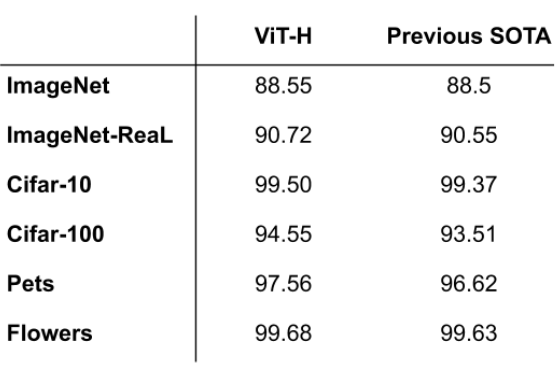 ViT-H Previous SOTA
ImageNet 88.55 88.5
ImageNet-ReaL 90.72 90.55
Cifar-10 99.50 99.37
Cifar-100 94.55 93.51
Pets 97.56 96.62
Flowers 99.68 99.63